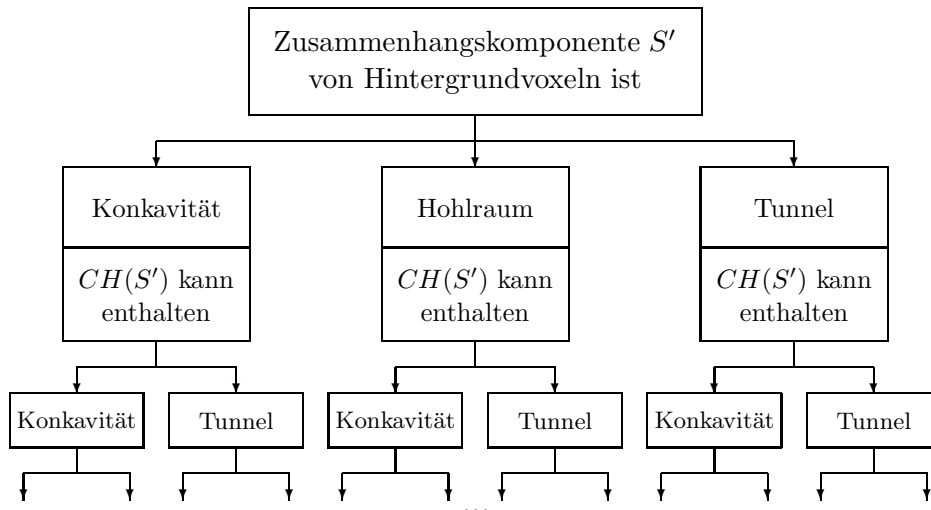 Zusammenhangskomponente S′
von Hintergrundvoxeln ist
Konkavität
Hohlraum
Tunnel
CH(S′) kann
enthalten
CH(S′) kann
enthalten
CH(S′) kann
enthalten
Konkavität
Tunnel
Konkavität
Tunnel
Konkavität
Tunnel
...